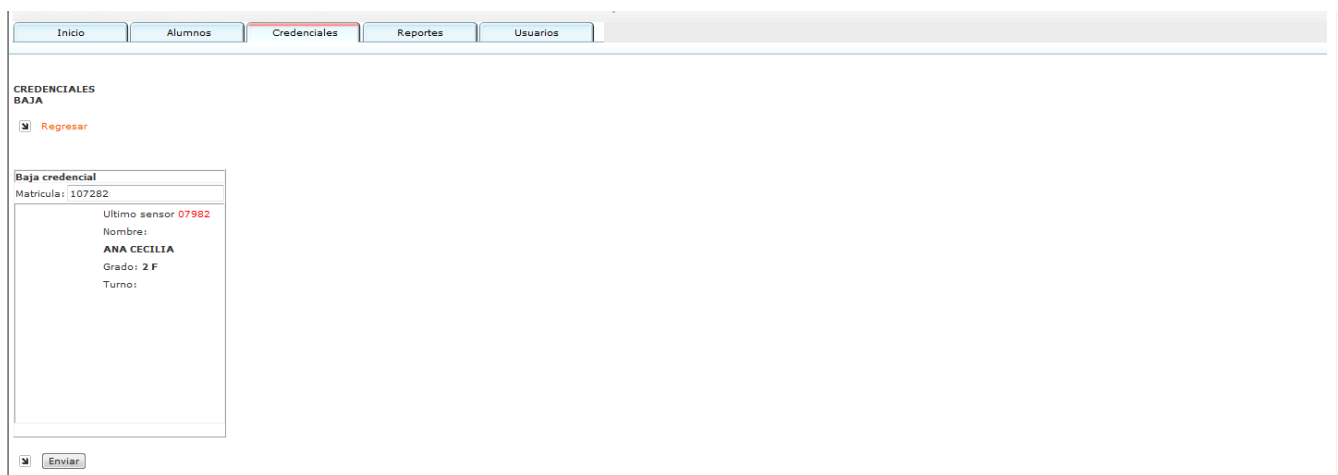 Inicio Alumnos Credenciales Reportes Usuarios
CREDENCIALES
BAJA
Regresar
Baja credencial
Matricula: 107282
Ultimo sensor 07982
Nombre:
ANA CECILIA
Grado: 2 F
Turno:
Enviar